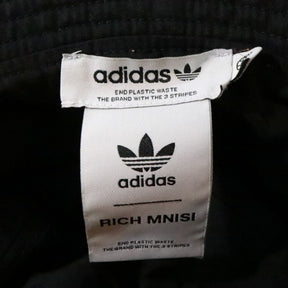 adidas
END PLASTIC WASTE
THE BRAND WITH THE 3 STRIPES
adidas
RICH MNISI
END PLASTIC WASTE
THE BRAND WITH THE 3 STRIPES